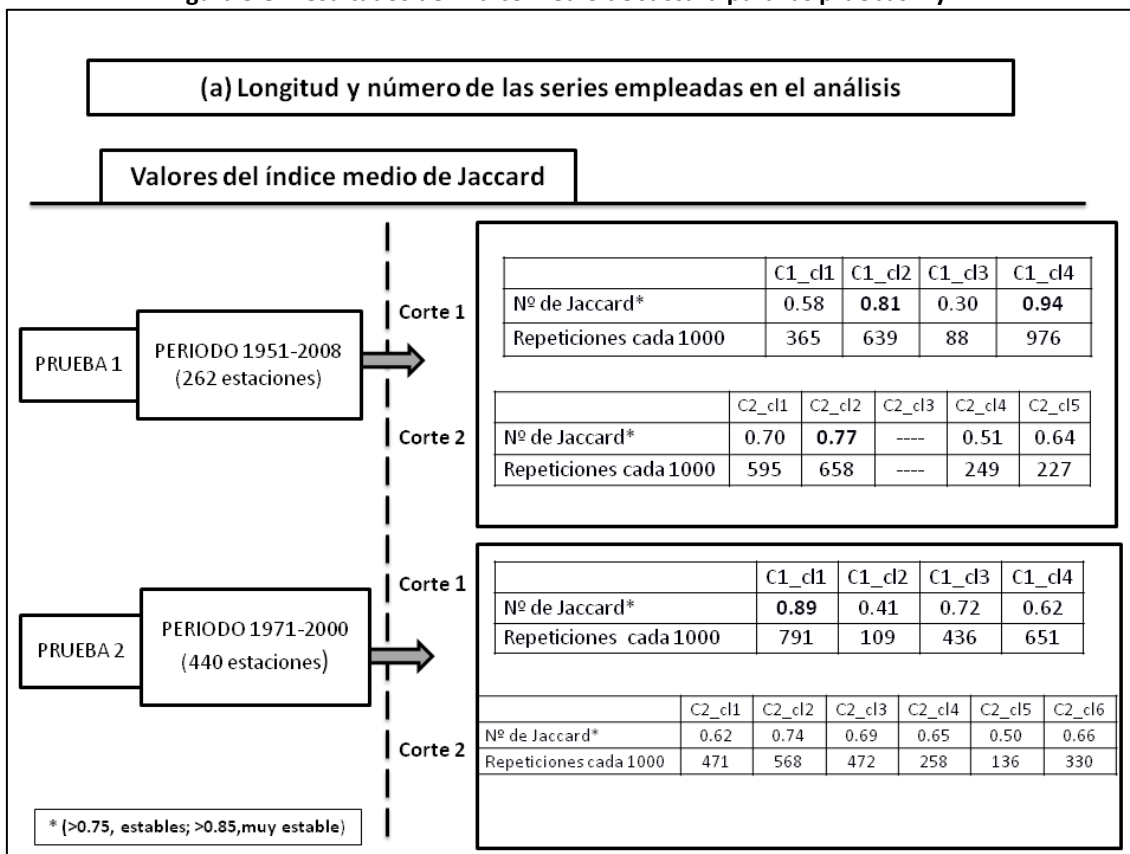 (a) Longitud y número de las series empleadas en el análisis
Valores del índice medio de Jaccard
PRUEBA 1
PERIODO 1951-2008
(262 estaciones)
Corte 1
C1_cl1 C1_cl2 C1_cl3 C1_cl4
Nº de Jaccard* 0.58 0.81 0.30 0.94
Repeticiones cada 1000 365 639 88 976
Corte 2
C2_cl1 C2_cl2 C2_cl3 C2_cl4 C2_cl5
Nº de Jaccard* 0.70 0.77 ---- 0.51 0.64
Repeticiones cada 1000 595 658 ---- 249 227
PRUEBA 2
PERIODO 1971-2000
(440 estaciones)
Corte 1
C1_cl1 C1_cl2 C1_cl3 C1_cl4
Nº de Jaccard* 0.89 0.41 0.72 0.62
Repeticiones cada 1000 791 109 436 651
Corte 2
C2_cl1 C2_cl2 C2_cl3 C2_cl4 C2_cl5 C2_cl6
Nº de Jaccard* 0.62 0.74 0.69 0.65 0.50 0.66
Repeticiones cada 1000 471 568 472 258 136 330
* (>0.75, estables; >0.85,muy estable)